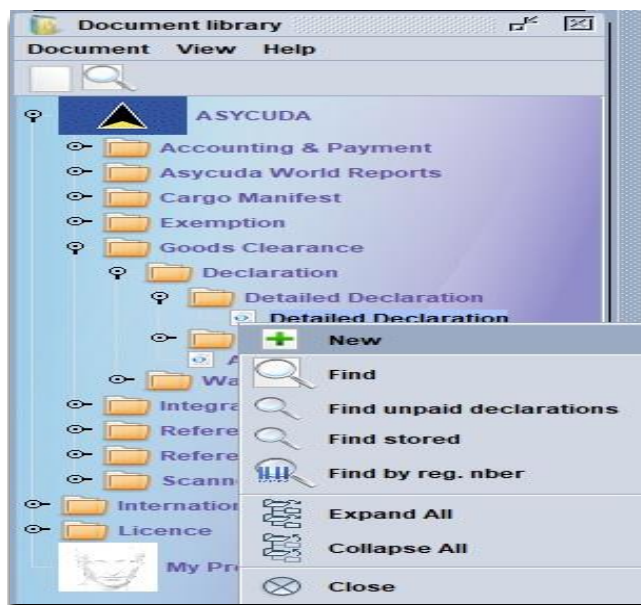 Document library
Document View Help
ASYCUDA
Accounting & Payment
Asycuda World Reports
Cargo Manifest
Exemption
Goods Clearance
Declaration
Detailed Declaration
Detailed Declaration
New
Find
Find unpaid declarations
Find stored
Find by reg. nber
Expand All
Collapse All
Licence
My
Close